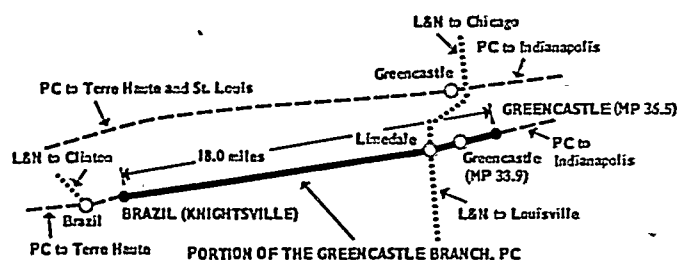 L&N to Chicago
PC to Indianapolis
Greencastle
PC to Terre Haute and St. Louis
GREENCASTLE (MP 36.5)
Limedale
L&N to Clinton
18.0 miles
PC to
Indianapolis
Greencastle
(MP 33.9)
Brazil
BRAZIL (KNIGHTSVILLE)
L&N to Louisville
PC to Terre Haute
PORTION OF THE GREENCASTLE BRANCH, PC